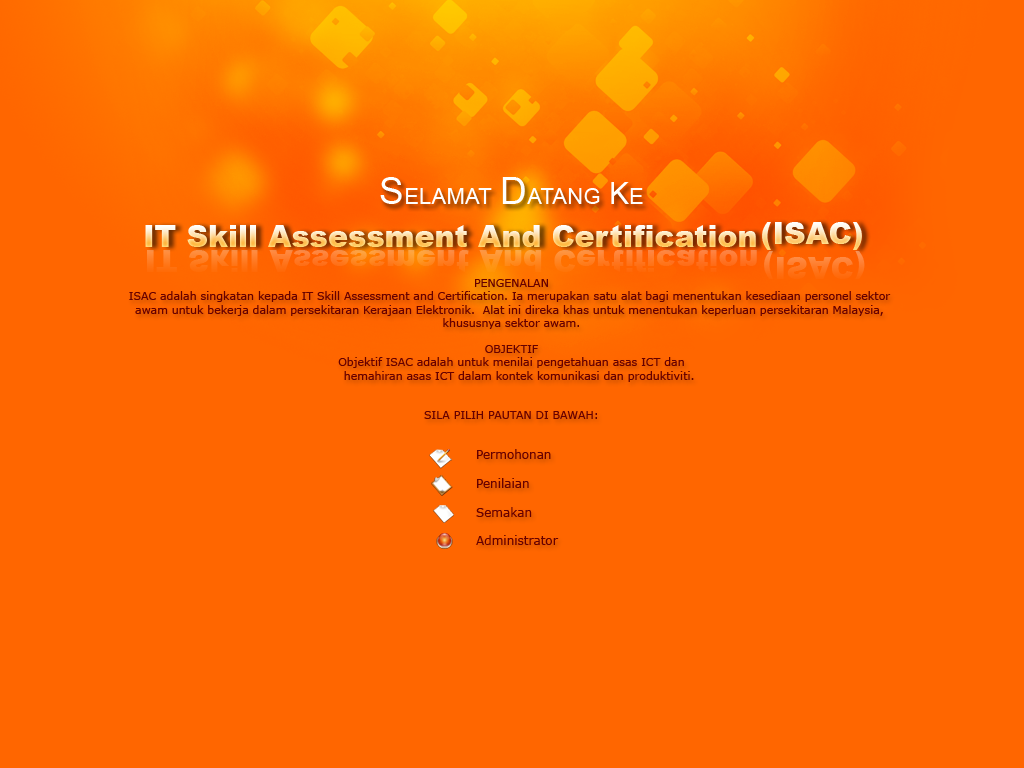 Selamat Datang Ke
IT Skill Assessment And Certification (ISAC)
PENGENALAN
ISAC adalah singkatan kepada IT Skill Assessment and Certification. Ia merupakan satu alat bagi menentukan kesediaan personel sektor
awam untuk bekerja dalam persekitaran Kerajaan Elektronik.  Alat ini direka khas untuk menentukan keperluan persekitaran Malaysia,
khususnya sektor awam.
OBJEKTIF
Objektif ISAC adalah untuk menilai pengetahuan asas ICT dan
hemahiran asas ICT dalam kontek komunikasi dan produktiviti.
SILA PILIH PAUTAN DI BAWAH:
Permohonan
Penilaian
Semakan
Administrator